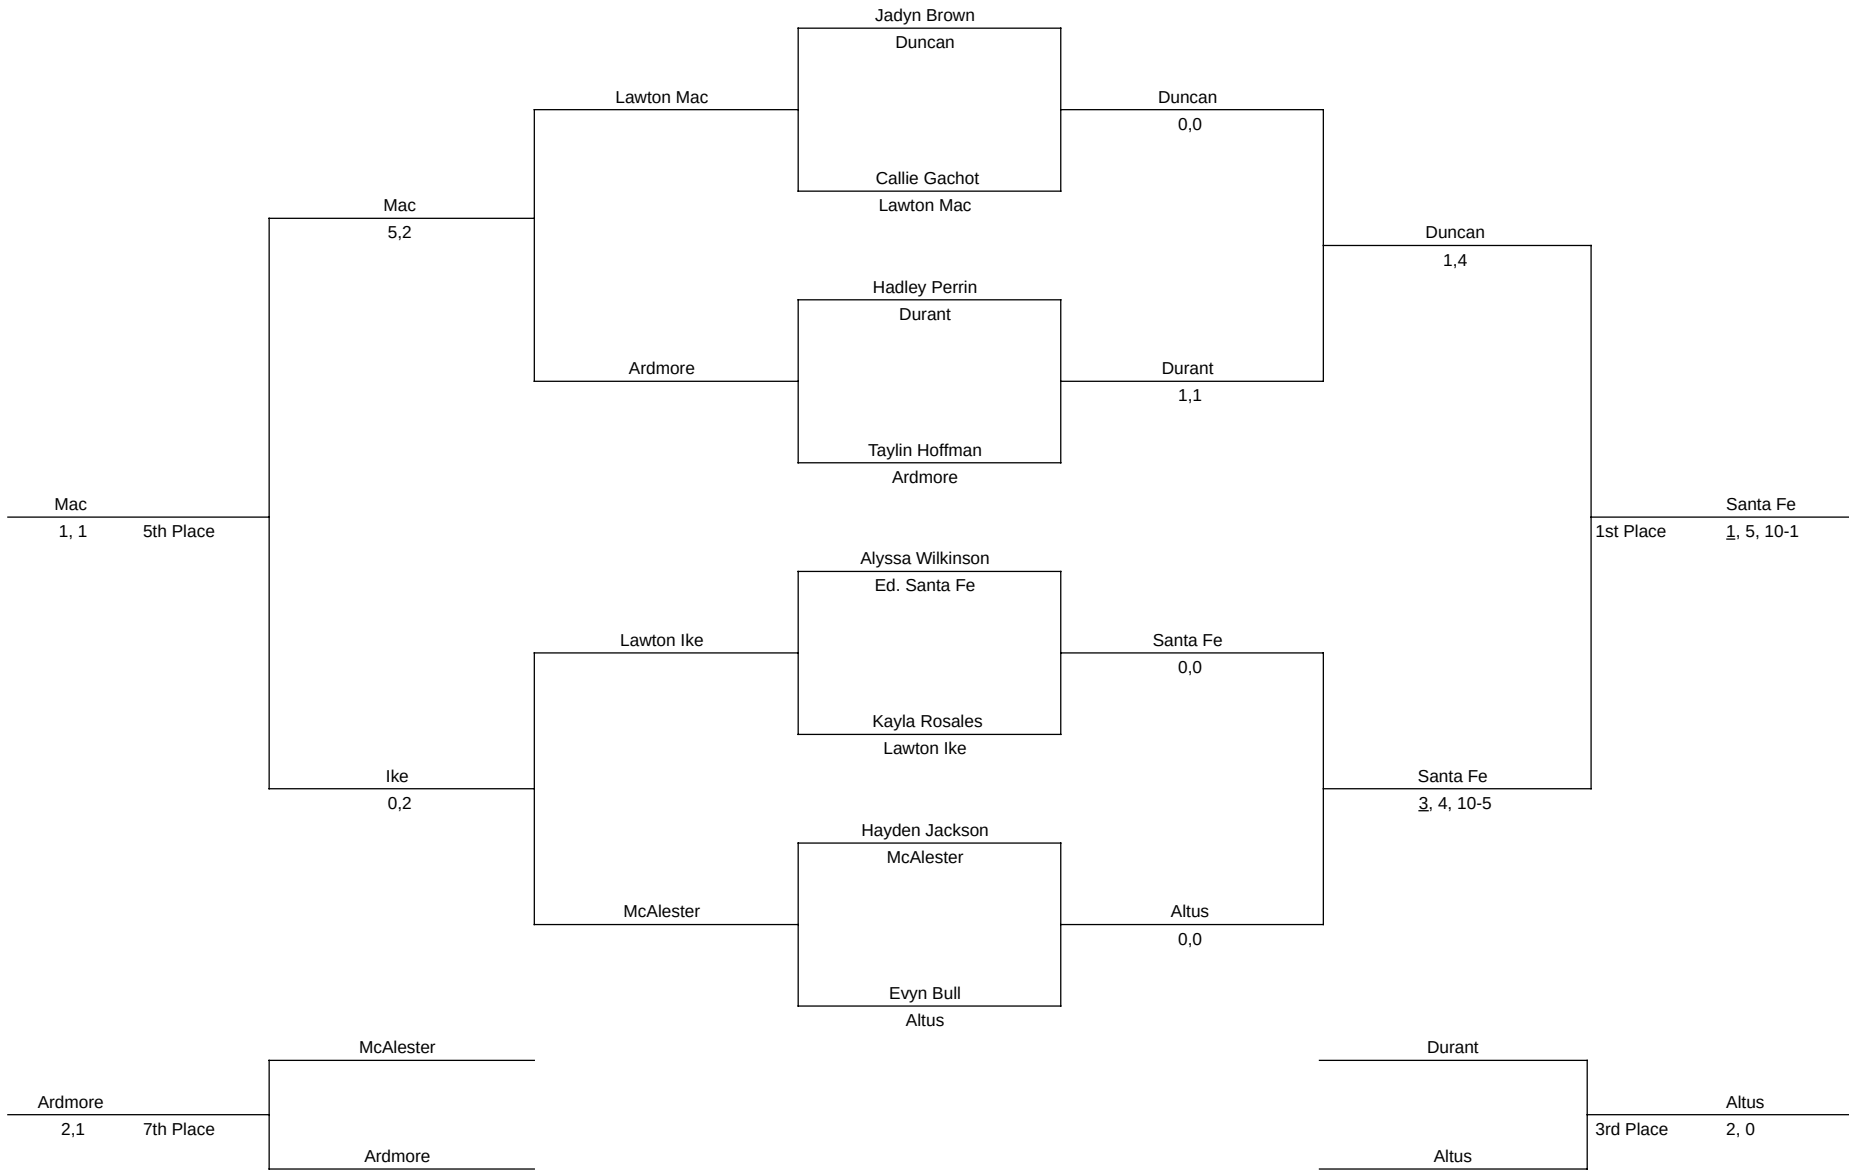 Jadyn Brown
Duncan
Lawton Mac
Duncan
0,0
Callie Gachot
Mac
Lawton Mac
5,2
Duncan
1,4
Hadley Perrin
Durant
Ardmore
Durant
1,1
Taylin Hoffman
Ardmore
Mac
Santa Fe
1, 1 5th Place
1st Place 1, 5, 10-1
Alyssa Wilkinson
Ed. Santa Fe
Lawton Ike
Santa Fe
0,0
Kayla Rosales
Lawton Ike
Ike
Santa Fe
0,2
3, 4, 10-5
Hayden Jackson
McAlester
McAlester
Altus
0,0
Evyn Bull
Altus
McAlester
Durant
Ardmore
Altus
2,1 7th Place
3rd Place 2, 0
Ardmore
Altus